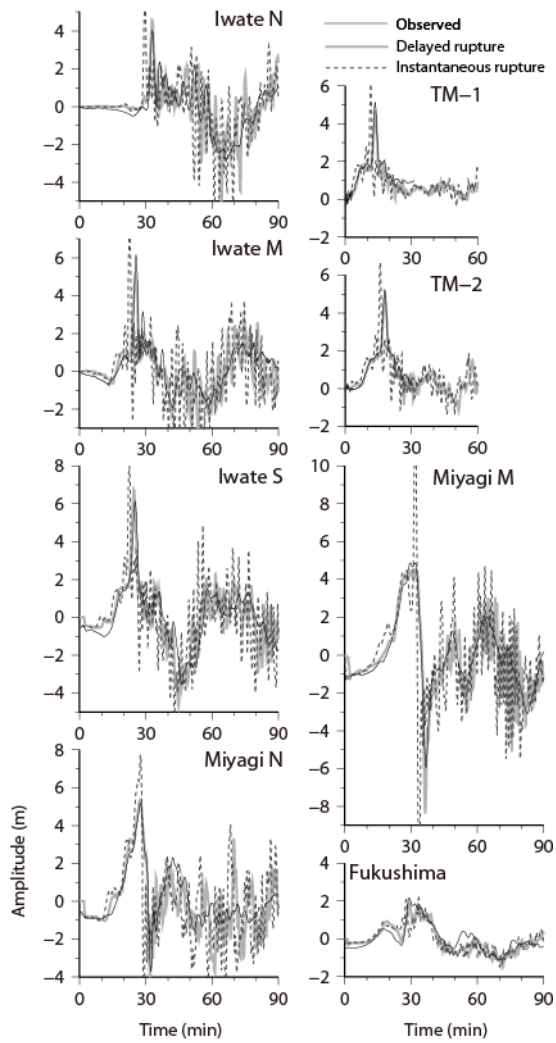 Iwate N
4
2
0
−2
−4
0 30 60 90
Observed
Delayed rupture
Instantaneous rupture
TM−1
6
4
2
0
−2
0 20 40 60
Iwate M
6
4
2
0
−2
0 30 60 90
TM−2
6
4
2
0
−2
0 20 40 60
Iwate S
8
6
4
2
0
−2
−4
0 30 60 90
Miyagi M
10
8
6
4
2
0
−2
−4
−6
−8
0 30 60 90
Miyagi N
8
6
4
2
0
−2
−4
0 30 60 90
Fukushima
4
2
0
−2
0 30 60 90
Amplitude (m)
Time (min)
Time (min)